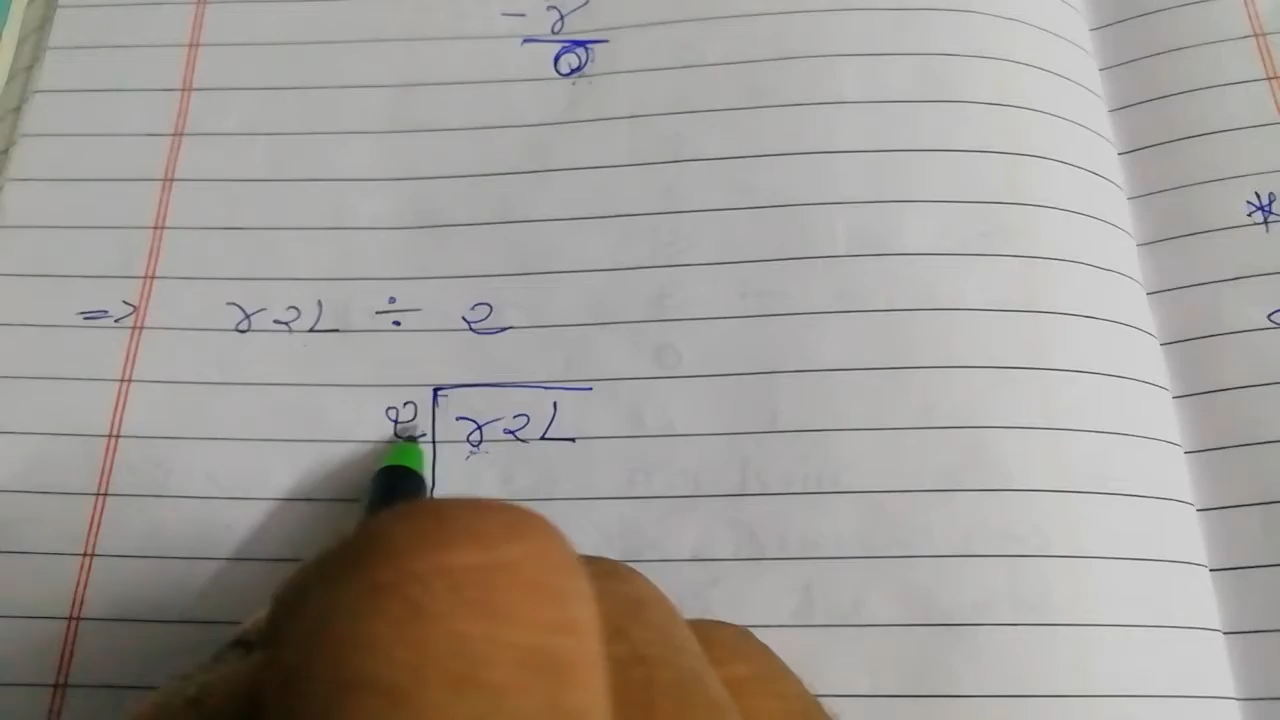 - ૪
૦
=> ૪૨૮ ÷ ૨
૨ ૪૨૮
*